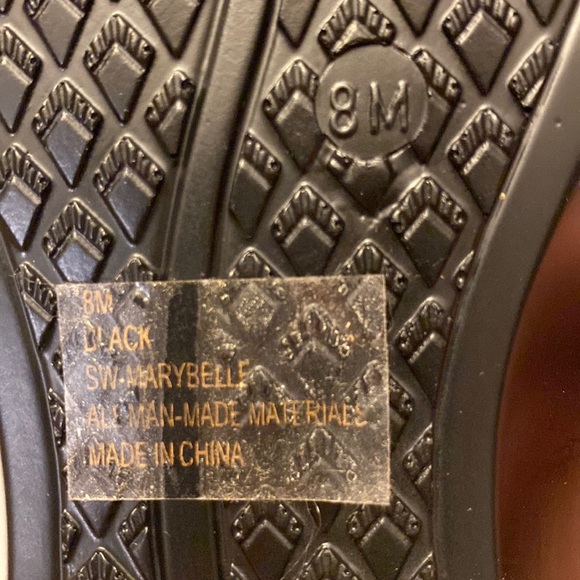 8M
8M
BLACK
SW-MARYBELLE
ALL MAN-MADE MATERIALS
MADE IN CHINA